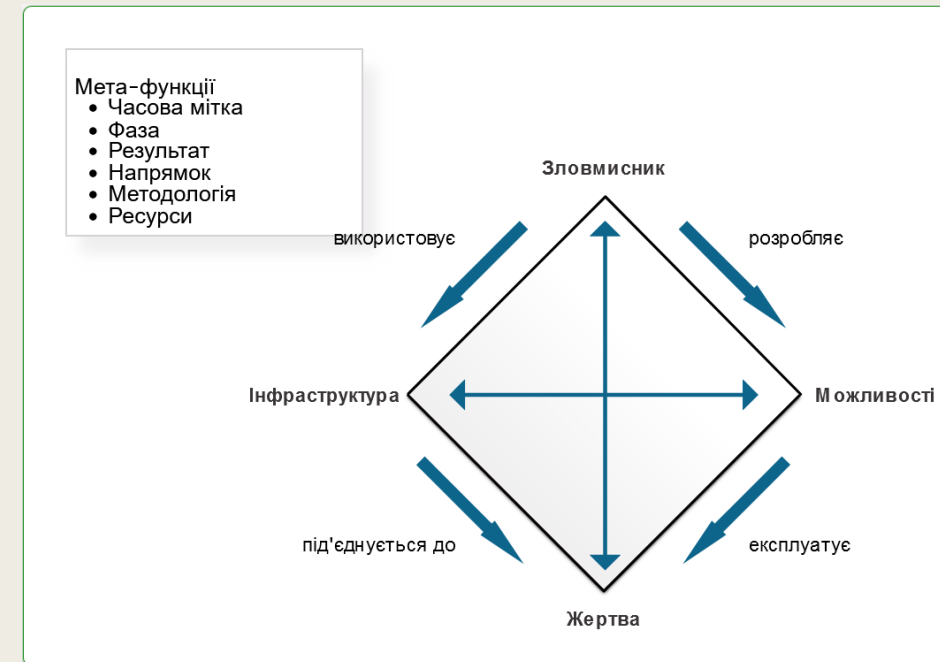 Мета-функції
• Часова мітка
• Фаза
• Результат
• Напрямок
• Методологія
• Ресурси
Зловмисник
використовує
розробляє
Інфраструктура
Можливості
під'єднується до
експлуатує
Жертва